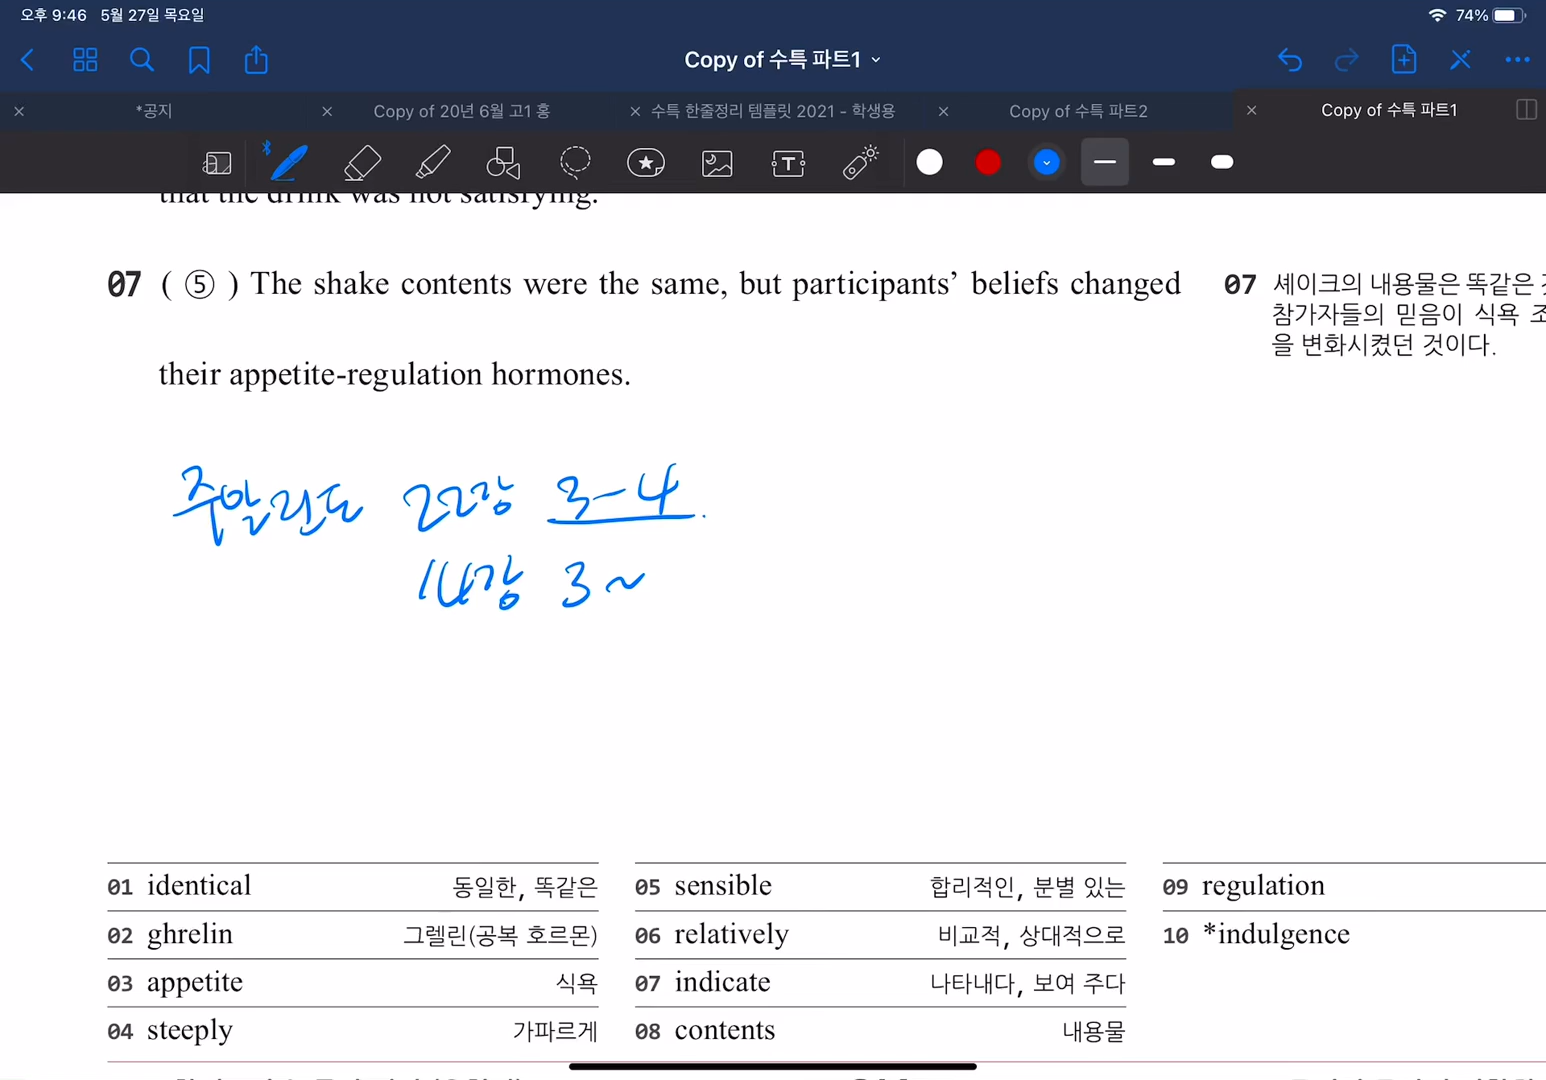 오후 9:46 5월 27일 목요일 74%
Copy of 수특 파트1
*공지 Copy of 20년 6월 고1 홍 수특 한줄정리 템플릿 2021 - 학생용 Copy of 수특 파트2 Copy of 수특 파트1
that the drink was not satisfying.
07 ( ⑤ ) The shake contents were the same, but participants’ beliefs changed
their appetite-regulation hormones.
07 셰이크의 내용물은 똑같은
참가자들의 믿음이 식욕 조
을 변화시켰던 것이다.
22강 3-4.
14강 3~
01 identical 동일한, 똑같은
02 ghrelin 그렐린(공복 호르몬)
03 appetite 식욕
04 steeply 가파르게
05 sensible 합리적인, 분별 있는
06 relatively 비교적, 상대적으로
07 indicate 나타내다, 보여 주다
08 contents 내용물
09 regulation
10 *indulgence